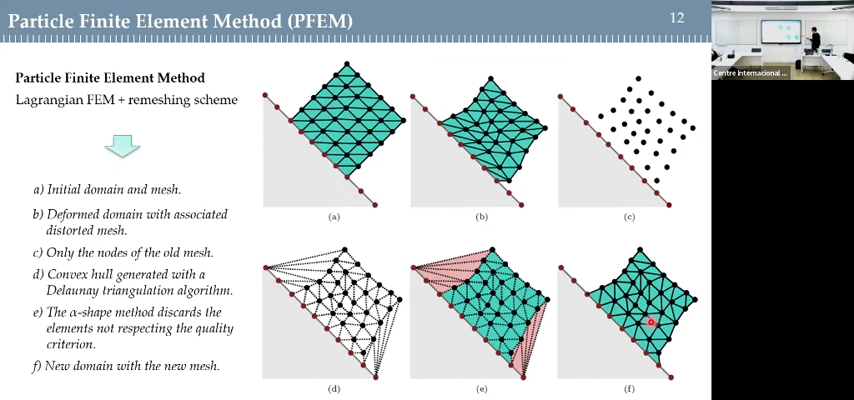 Particle Finite Element Method (PFEM)
12
Centre Internacional ...
Particle Finite Element Method
Lagrangian FEM + remeshing scheme
a) Initial domain and mesh.
b) Deformed domain with associated
distorted mesh.
c) Only the nodes of the old mesh.
d) Convex hull generated with a
Delaunay triangulation algorithm.
e) The α-shape method discards the
elements not respecting the quality
criterion.
f) New domain with the new mesh.
(a)
(b)
(c)
(d)
(e)
(f)